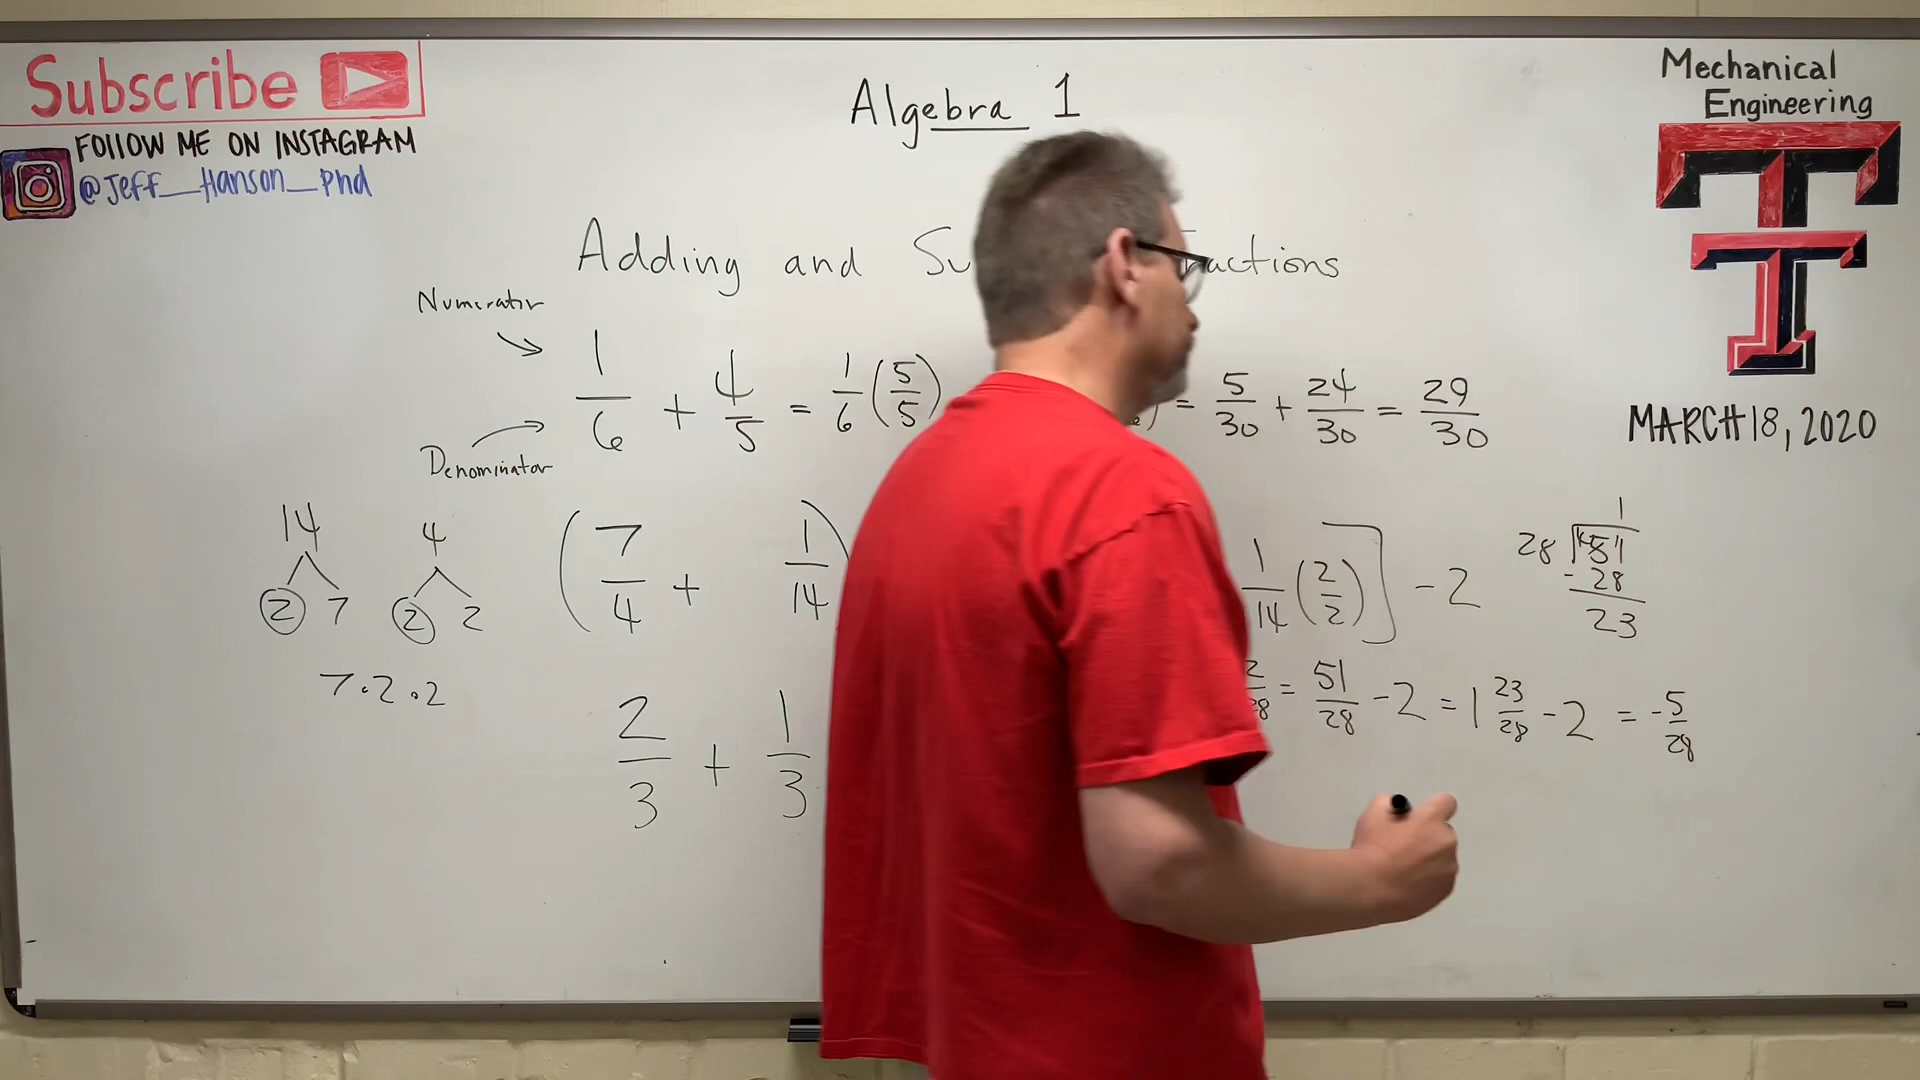 Subscribe
FOLLOW ME ON INSTAGRAM
@Jeff_Hanson_PhD
Algebra 1
Mechanical
Engineering
MARCH 18, 2020
Adding and
Numerator
Denominator
1/6 + 4/5 = 1/6 (5/5) = 5/30 + 24/30 = 29/30
14 4
2 7 2 2
7·2·2
(7/4 + 1/14) 1/14 (2/2)] - 2
28 51 1
- 28
23
= 51/28 - 2 = 1 23/28 - 2 = -5/28
2/3 + 1/3